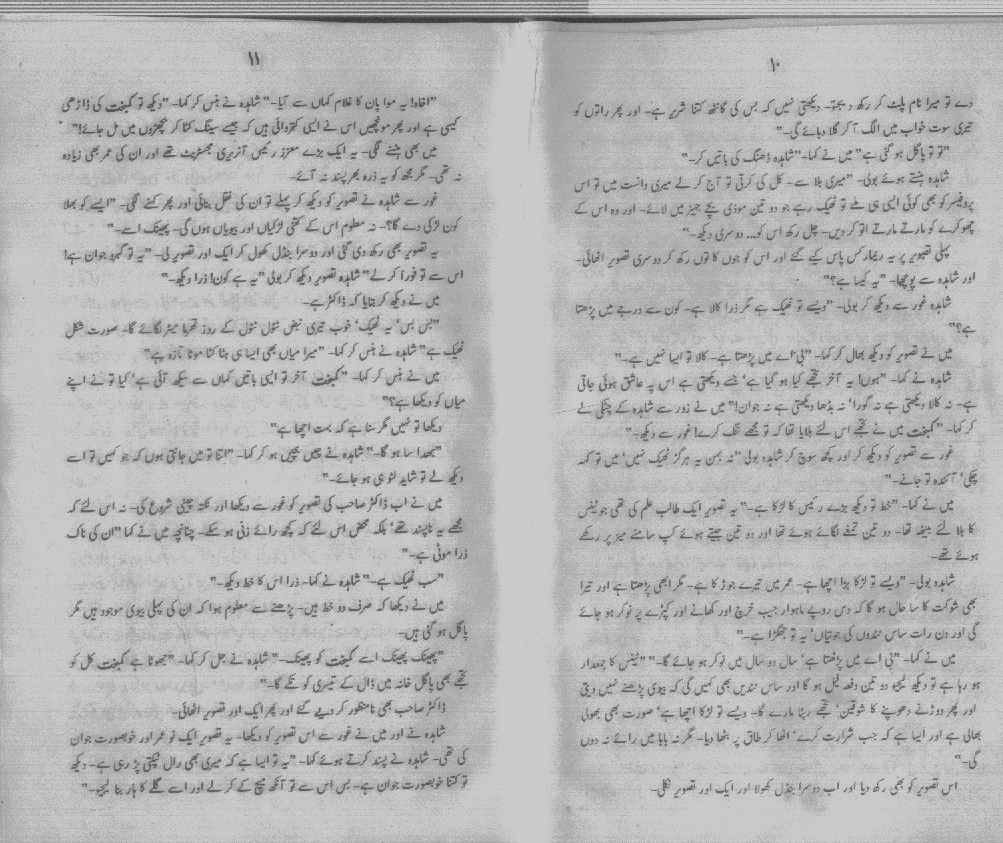 ۱۰
دے تو میرا نام پلٹ کر رکھ دیجو۔ دیکھتی نہیں کہ بس کی گانٹھ کتنا شریر ہے۔ اور پھر راتوں کو
تیری سوت خواب میں الگ آ کر گلا دبائے گی۔"
"تو تو پاگل ہو گئی ہے" میں نے کہا۔ "شاہدہ ڈھنگ کی باتیں کر۔"
شاہدہ ہنستے ہوئے بولی۔ "میری بلا سے۔ کل کی کرتی تو آج کر لے میری دانست میں تو اس
پروفیسر کو بھی کوئی ایسی ہی ملے تو ٹھیک رہے جو دو تین موذی بچے جہیز میں لائے۔ اور وہ اس کے
چھوکرے کو مارتے مارتے اتو کر دیں۔ چل رکھ اس کو... دوسری دیکھ۔"
پہلی تصویر پر یہ ریمارکس پاس کیے گئے اور اس کو جوں کا توں رکھ کر دوسری تصویر اٹھائی۔
اور شاہدہ سے پوچھا۔ "یہ کیسا ہے؟"
شاہدہ غور سے دیکھ کر بولی۔ "ویسے تو ٹھیک ہے مگر ذرا کالا ہے۔ کون سے درجے میں پڑھتا
ہے؟"
میں نے تصویر کو دیکھ بھال کر کہا۔ "بی اے میں پڑھتا ہے۔ کالا تو ایسا نہیں ہے۔"
شاہدہ نے کہا۔ "ہوں! یہ آخر تجھے کیا ہو گیا ہے' جسے دیکھتی ہے اس پہ عاشق ہوئی جاتی
ہے۔ نہ کالا دیکھتی ہے نہ گورا' نہ بڈھا دیکھتی ہے نہ جوان!" میں نے زور سے شاہدہ کے چٹکی لے
کر کہا۔ "کمبخت میں نے تجھے اس لئے بلایا تھا کہ تو مجھے تنگ کرے! غور سے دیکھ۔"
غور سے تصویر کو دیکھ کر اور کچھ سوچ کر شاہدہ بولی "نہ بہن یہ ہرگز ٹھیک نہیں' میں تو کہہ
چکی' آئندہ تو جانے۔"
میں نے کہا۔ "خط تو دیکھ بڑے رئیس کا لڑکا ہے۔" یہ تصویر ایک طالب علم کی تھی جو ٹینس
کا بلا لئے بیٹھا تھا۔ دو تین تمغے لگائے ہوئے تھا اور دو تین جیتے ہوئے کپ سامنے میز پر رکھے
ہوئے تھے۔
شاہدہ بولی۔ "ویسے تو لڑکا بڑا اچھا ہے۔ عمر میں تیرے جوڑ کا ہے۔ مگر ابھی پڑھتا ہے اور تیرا
بھی شوکت کا سا حال ہو گا کہ دس روپے ماہوار جیب خرچ اور کھانے اور کپڑے پر نوکر ہو جائے
گی اور دن رات ساس نندوں کی جوتیاں' یہ تو جھگڑا ہے۔"
میں نے کہا۔ "بی اے میں پڑھتا ہے' سال دو سال میں نوکر ہو جائے گا۔" "ٹینس کا جمعدار
ہو رہا ہے تو دیکھ لیجیو دو تین دفعہ فیل ہو گا اور ساس نندیں بھی کہیں گی کہ بیوی پڑھنے نہیں دیتی
اور پھر دوڑنے دھوپنے کا شوقین' تجھے رپٹا مارے گا۔ ویسے تو لڑکا اچھا ہے' صورت بھی بھولی
بھالی ہے اور ایسا ہے کہ جب شرارت کرے' اٹھا کر طاق پر بٹھا دیا۔ مگر نہ بابا میں رائے نہ دوں
گی۔"
اس تصویر کو بھی رکھ دیا اور اب دوسرا بنڈل کھولا اور ایک اور تصویر نکلی۔
۱۱
"اخاہ! یہ موا پان کا غلام کہاں سے آیا۔" شاہدہ نے ہنس کر کہا۔ "دیکھ تو کمبخت کی ڈاڑھی
کیسی ہے اور پھر مونچھیں اس نے ایسی کتروائی ہیں کہ جیسے سینگ کٹا کر بچھڑوں میں مل جائے!"
میں بھی ہنسنے لگی۔ یہ ایک بڑے معزز رئیس آنریری مجسٹریٹ تھے اور ان کی عمر بھی زیادہ
نہ تھی۔ مگر مجھ کو یہ ذرہ بھر پسند نہ آئے۔
غور سے شاہدہ نے تصویر کو دیکھ کر پہلے تو ان کی نقل بنائی اور پھر کہنے لگی۔ "ایسے کو بھلا
کون لڑکی دے گا؟۔ نہ معلوم اس کے کتنی لڑکیاں اور بیویاں ہوں گی۔ پھینک اسے۔"
یہ تصویر بھی رکھ دی گئی اور دوسرا بنڈل کھول کر ایک اور تصویر لی۔ "یہ تو گبرو جوان ہے!
اس سے تو فورا کر لے" شاہدہ تصویر دیکھ کر بولی "یہ ہے کون! ذرا دیکھ۔"
میں نے دیکھ کر بتایا کہ ڈاکٹر ہے۔
"بس بس' یہ ٹھیک' خوب تیری نبض ٹٹول ٹٹول کے روز تھرما میٹر لگائے گا۔ صورت شکل
ٹھیک ہے" شاہدہ نے ہنس کر کہا۔ "میرا میاں بھی ایسا ہی ہٹا کٹا موٹا تازہ ہے"
میں نے ہنس کر کہا۔ "کمبخت آخر تو ایسی باتیں کہاں سے سیکھ آئی ہے' کیا تو نے اپنے
میاں کو دیکھا ہے؟"
دیکھا تو نہیں مگر سنا ہے کہ بہت اچھا ہے"
"بھدا سا ہو گا۔" شاہدہ نے چیں بجیں ہو کر کہا۔ "اتنا تو میں جانتی ہوں کہ جو کہیں تو اسے
دیکھ لے تو شاید لٹو ہی ہو جائے۔"
میں نے اب ڈاکٹر صاحب کی تصویر کو غور سے دیکھا اور نکتہ چینی شروع کی۔ نہ اس لئے کہ
مجھے یہ ناپسند تھے' بلکہ محض اس لئے کہ کچھ رائے زنی ہو سکے۔ چنانچہ میں نے کہا "ان کی ناک
ذرا موٹی ہے۔"
"سب ٹھیک ہے۔" شاہدہ نے کہا۔ ذرا اس کا خط دیکھ۔"
میں نے دیکھا کہ صرف دو خط ہیں۔ پڑھنے سے معلوم ہوا کہ ان کی پہلی بیوی موجود ہیں مگر
پاگل ہو گئی ہیں۔
"پھینک پھینک اسے کمبخت کو پھینک۔" شاہدہ نے جل کر کہا۔ "جھوٹا ہے کمبخت کل کو
تجھے بھی پاگل خانہ میں ڈال کے تیسری کو تکے گا۔"
ڈاکٹر صاحب بھی نامنظور کر دیے گئے اور پھر ایک اور تصویر اٹھائی۔
شاہدہ نے اور میں نے غور سے اس تصویر کو دیکھا۔ یہ تصویر ایک نو عمر اور خوبصورت جوان
کی تھی۔ شاہدہ نے پسند کرتے ہوئے کہا۔ "یہ تو ایسا ہے کہ میری بھی رال ٹپکی پڑ رہی ہے۔ دیکھ
تو کتنا خوبصورت جوان ہے۔ بس اس سے تو آنکھ میچ کے کر لے اور اسے گلے کا ہار بنا لیجیو۔"